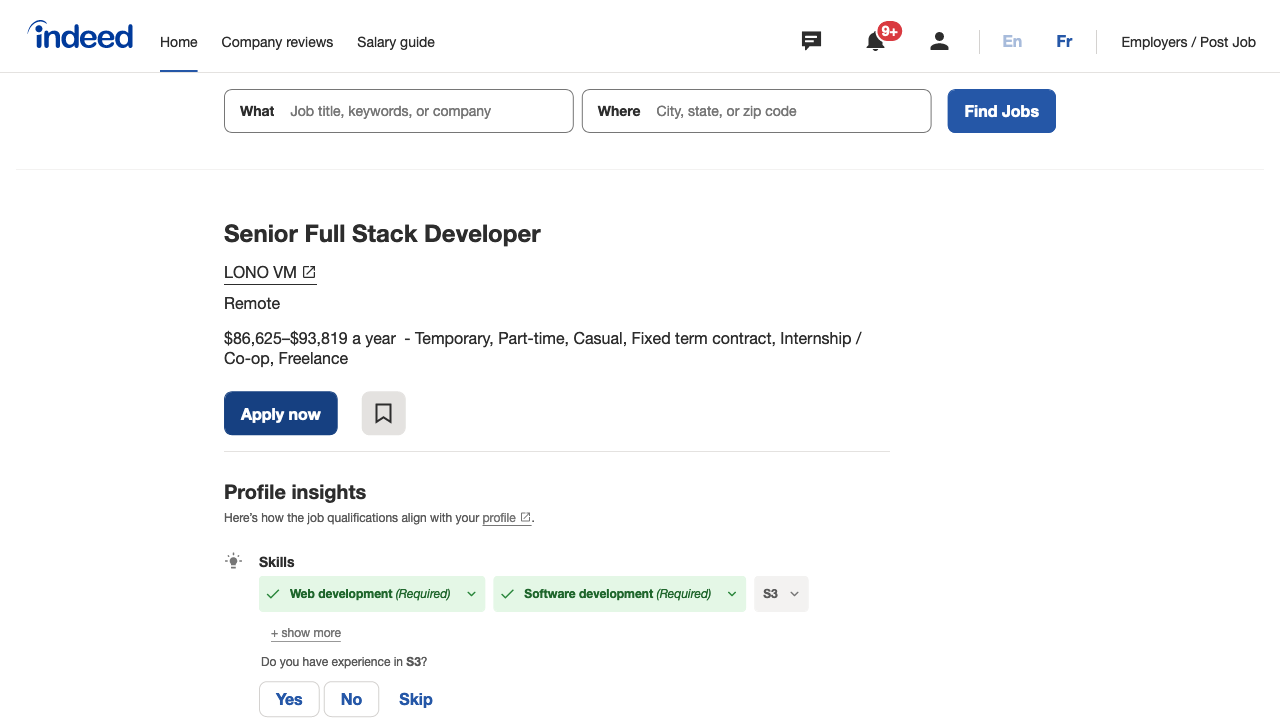 indeed
Home Company reviews Salary guide 9+ En Fr Employers / Post Job
What Job title, keywords, or company Where City, state, or zip code Find Jobs
Senior Full Stack Developer
LONO VM
Remote
$86,625–$93,819 a year - Temporary, Part-time, Casual, Fixed term contract, Internship /
Co-op, Freelance
Apply now
Profile insights
Here's how the job qualifications align with your profile.
Skills
Web development (Required) Software development (Required) S3
+ show more
Do you have experience in S3?
Yes No Skip